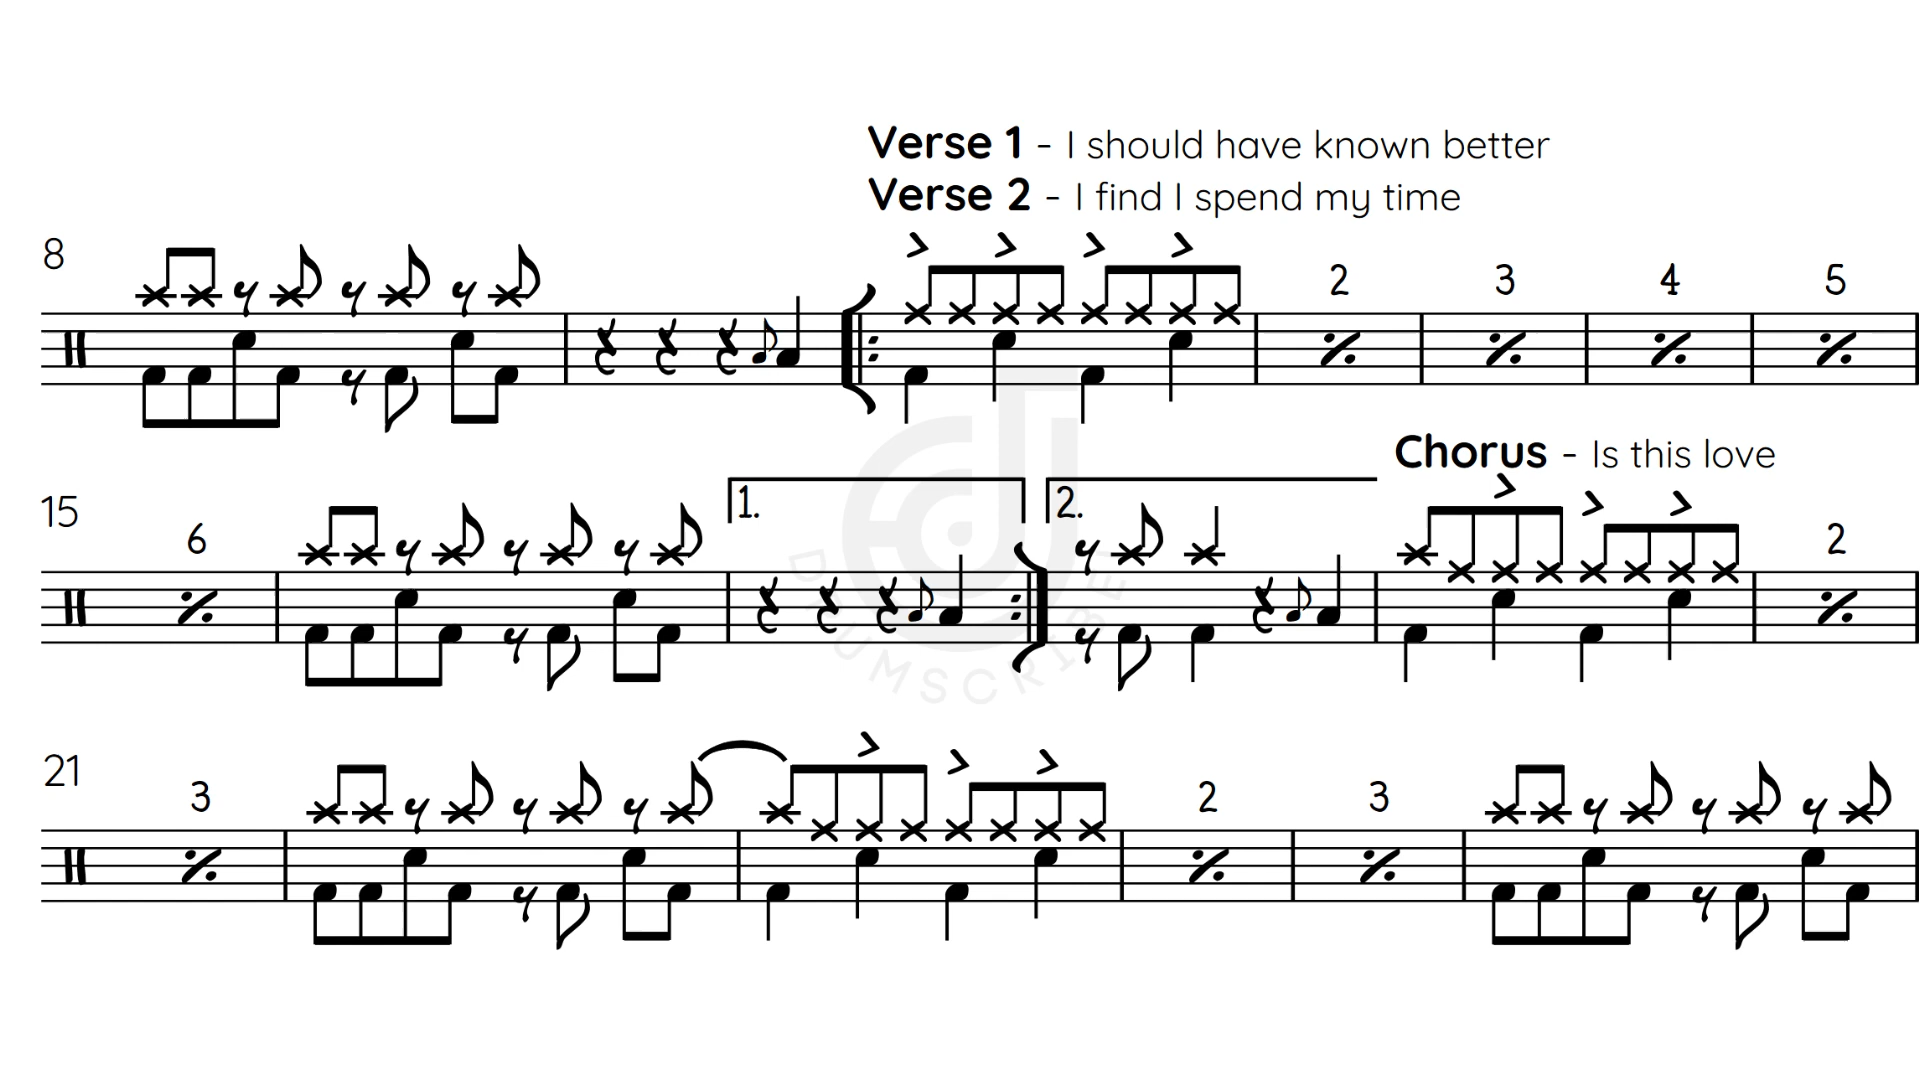 Verse 1 - I should have known better
Verse 2 - I find I spend my time
8
2 3 4 5
Chorus - Is this love
15
6 1. 2. 2
21
3 2 3
DRUMSCRIBE